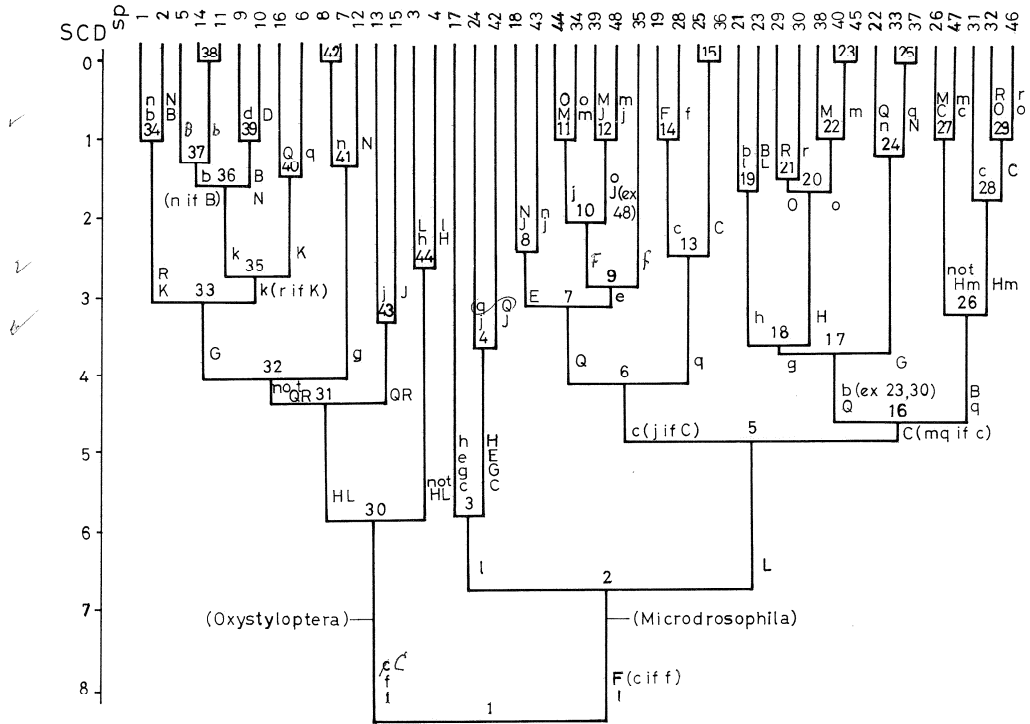 sp 1 2 5 14 11 9 10 16 6 8 7 12 13 15 3 4 17 24 42 18 43 44 34 39 48 35 19 28 25 36 21 23 29 30 38 40 45 22 33 37 26 47 31 32 46
SCD
0 38 42 15 23 25
n N d D O o M m F f M m Q q M m R r
b B B b M m J j C c O o
1 34 39 11 12 14 22 n N 27 29
37 Q q n N b B R r 24
40 41 l L 21 c C
b 36 B 19 20 28
(n if B) N j o
10 J(ex 48) O o
2 L l N n
h H J j c C
44 8 13
k K F f not
R 35 9 Hm Hm
K 33 k(r if K) j J E 7 e 26
3 43 q Q
j J h H
4 18 17
G g Q q g G
32 6
4 not QR 31 QR b(ex 23,30) B
Q 16 q
c(j if C) 5 C(mq if c)
5 h H
e E
g G
HL not HL c C
30 3
6
l L
2
7 (Oxystyloptera) (Microdrosophila)
c C
f F(c if f)
8 l l
1